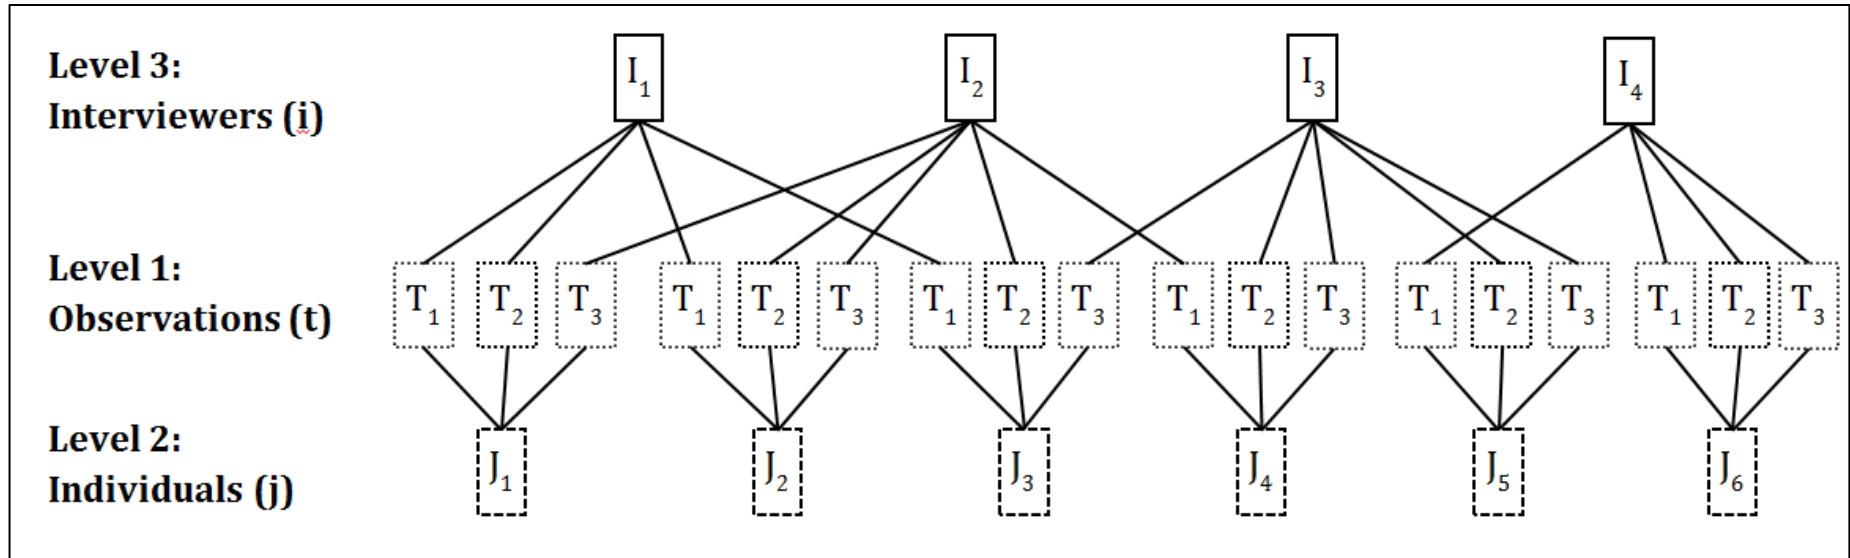 Level 3:
Interviewers (i)
I1 I2 I3 I4
Level 1:
Observations (t)
T1 T2 T3 T1 T2 T3 T1 T2 T3 T1 T2 T3 T1 T2 T3 T1 T2 T3
Level 2:
Individuals (j)
J1 J2 J3 J4 J5 J6